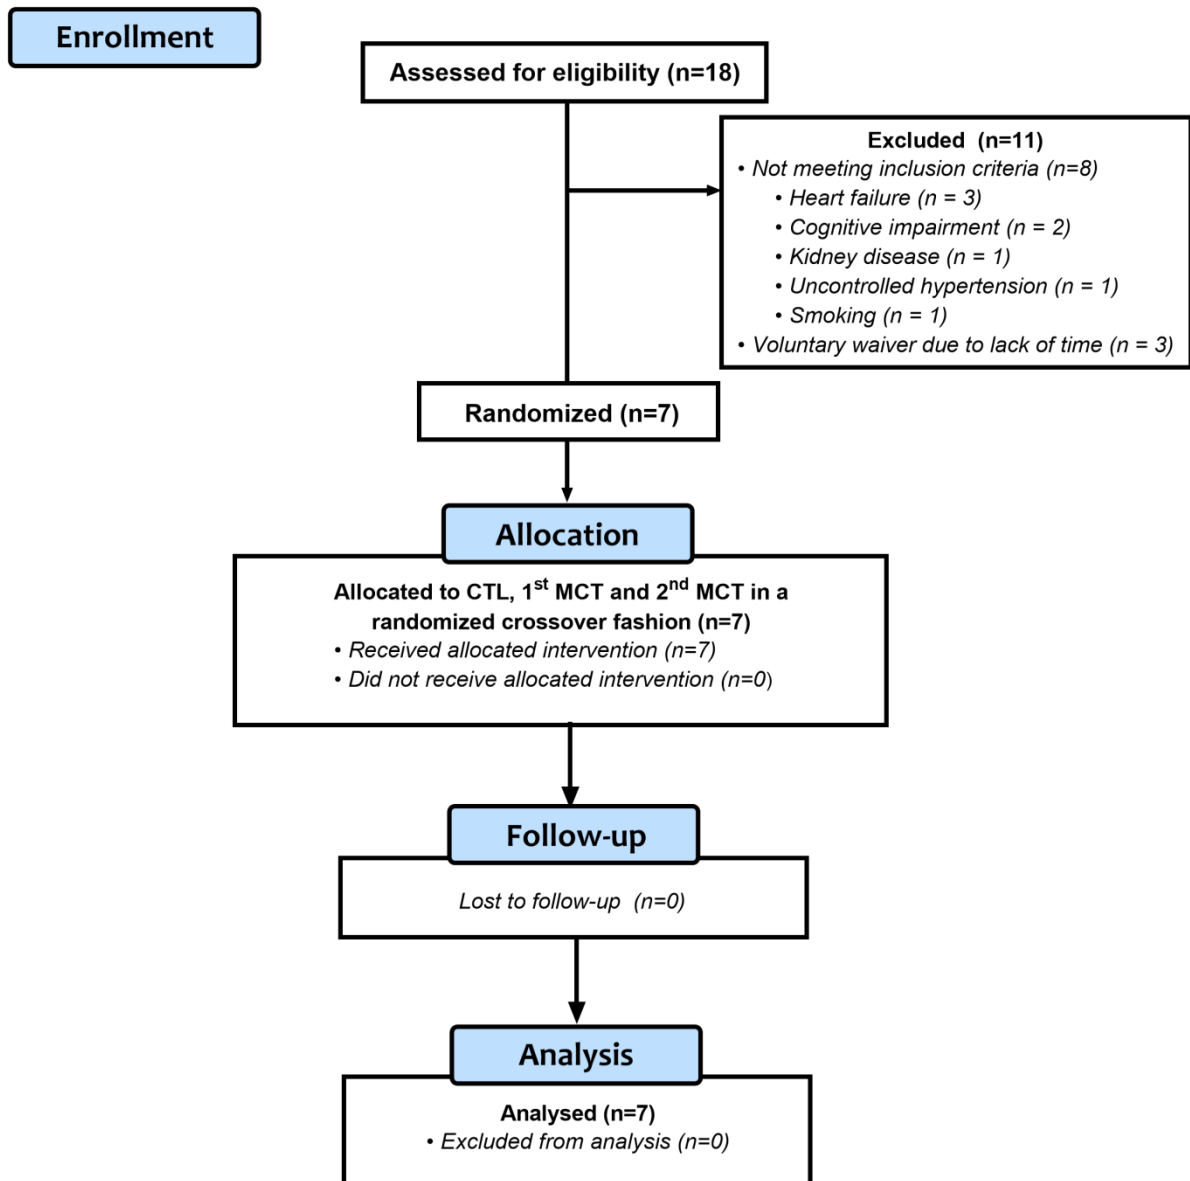 Enrollment
Assessed for eligibility (n=18)
Excluded (n=11)
• Not meeting inclusion criteria (n=8)
• Heart failure (n = 3)
• Cognitive impairment (n = 2)
• Kidney disease (n = 1)
• Uncontrolled hypertension (n = 1)
• Smoking (n = 1)
• Voluntary waiver due to lack of time (n = 3)
Randomized (n=7)
Allocation
Allocated to CTL, 1st MCT and 2nd MCT in a
randomized crossover fashion (n=7)
• Received allocated intervention (n=7)
• Did not receive allocated intervention (n=0)
Follow-up
Lost to follow-up (n=0)
Analysis
Analysed (n=7)
• Excluded from analysis (n=0)